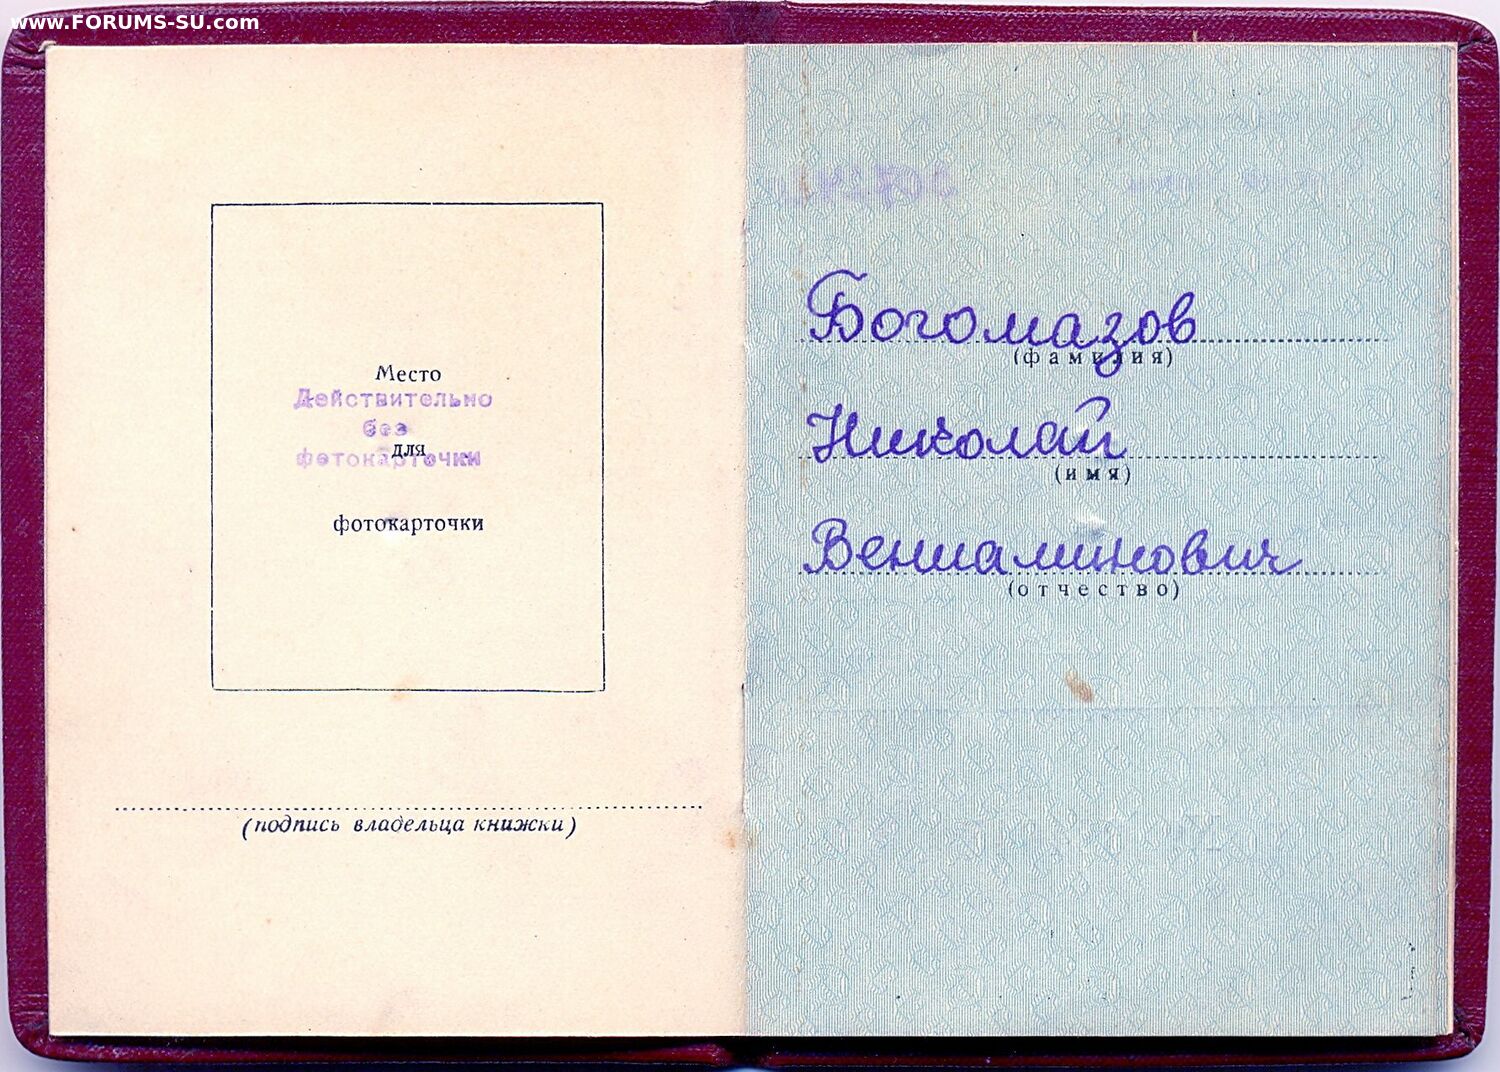 www.FORUMS-SU.com
Место
Действительно
без
для
фотокарточки
фотокарточки
(подпись владельца книжки)
Богомазов
(фамилия)
Николай
(имя)
Вениаминович
(отчество)